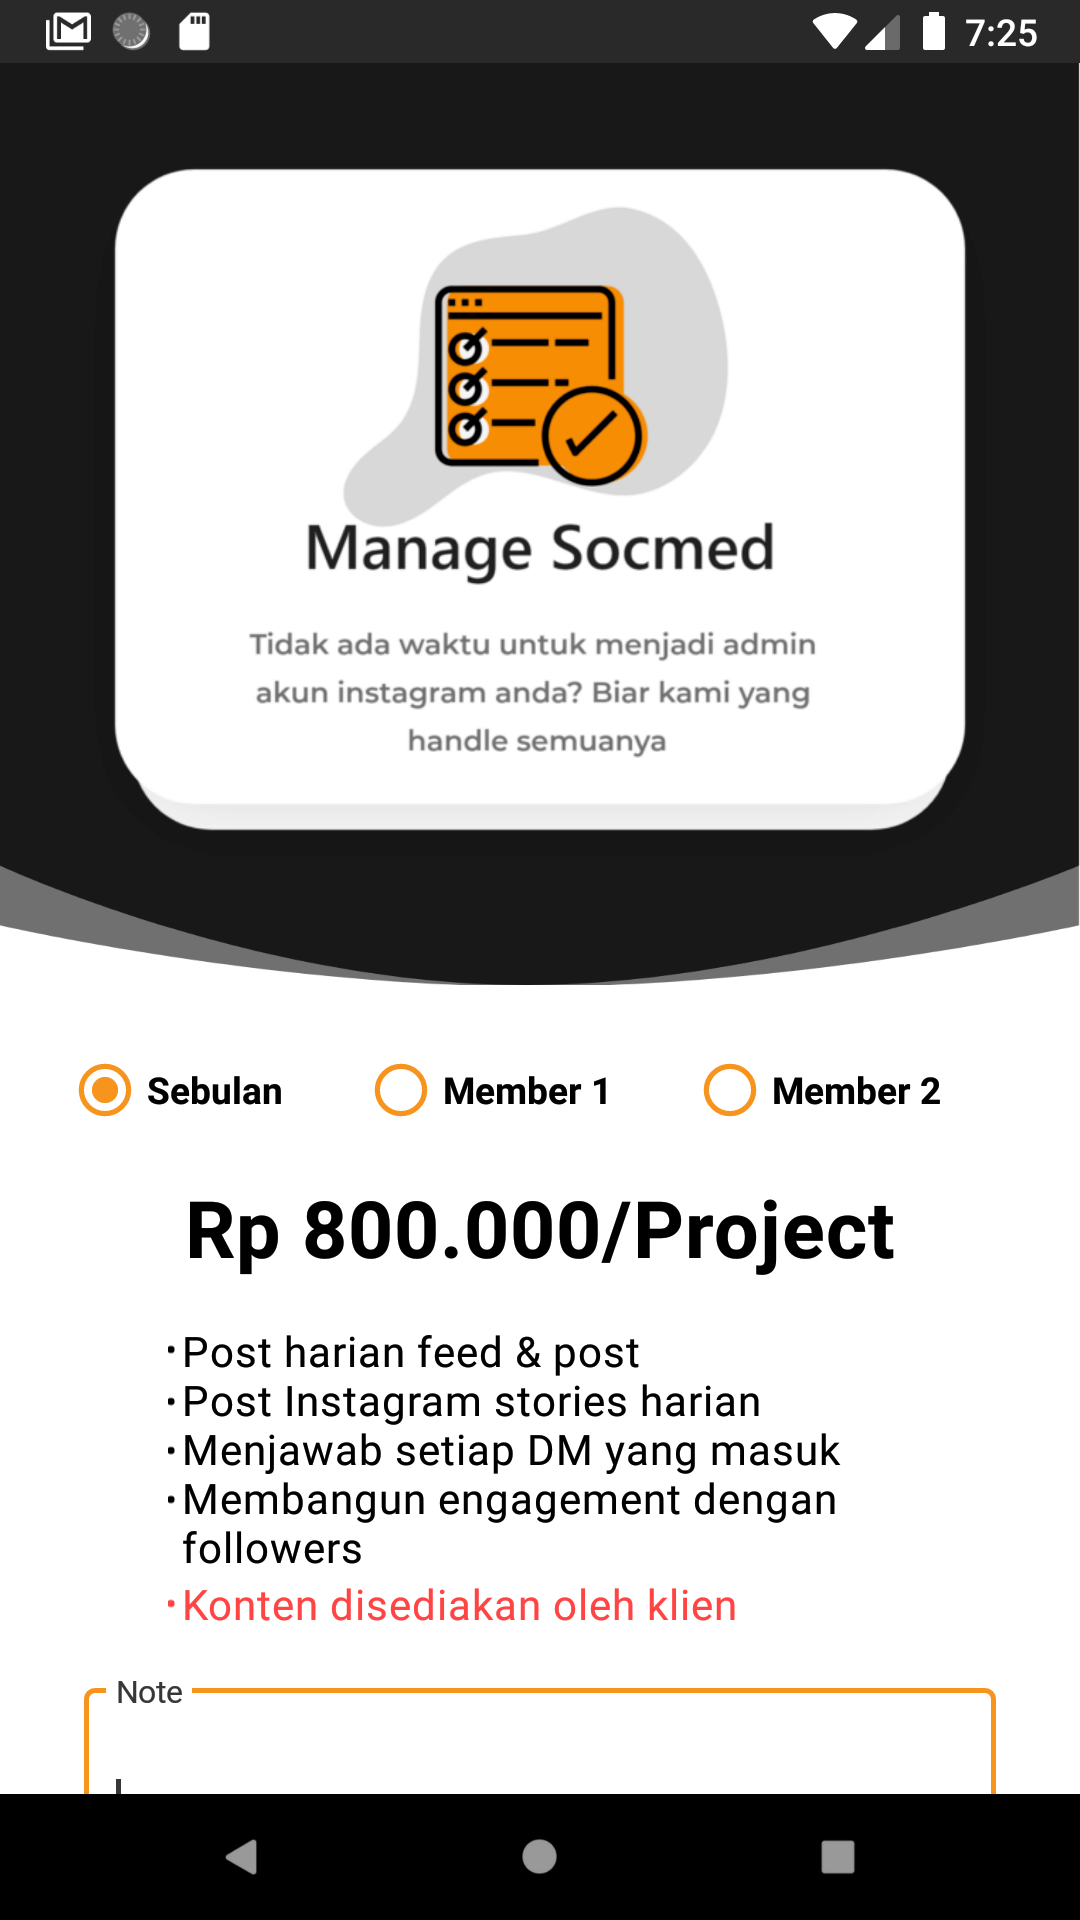 7:25
Manage Socmed
Tidak ada waktu untuk menjadi admin
akun instagram anda? Biar kami yang
handle semuanya
Sebulan
Member 1
Member 2
Rp 800.000/Project
·Post harian feed & post
·Post Instagram stories harian
·Menjawab setiap DM yang masuk
·Membangun engagement dengan
followers
·Konten disediakan oleh klien
Note